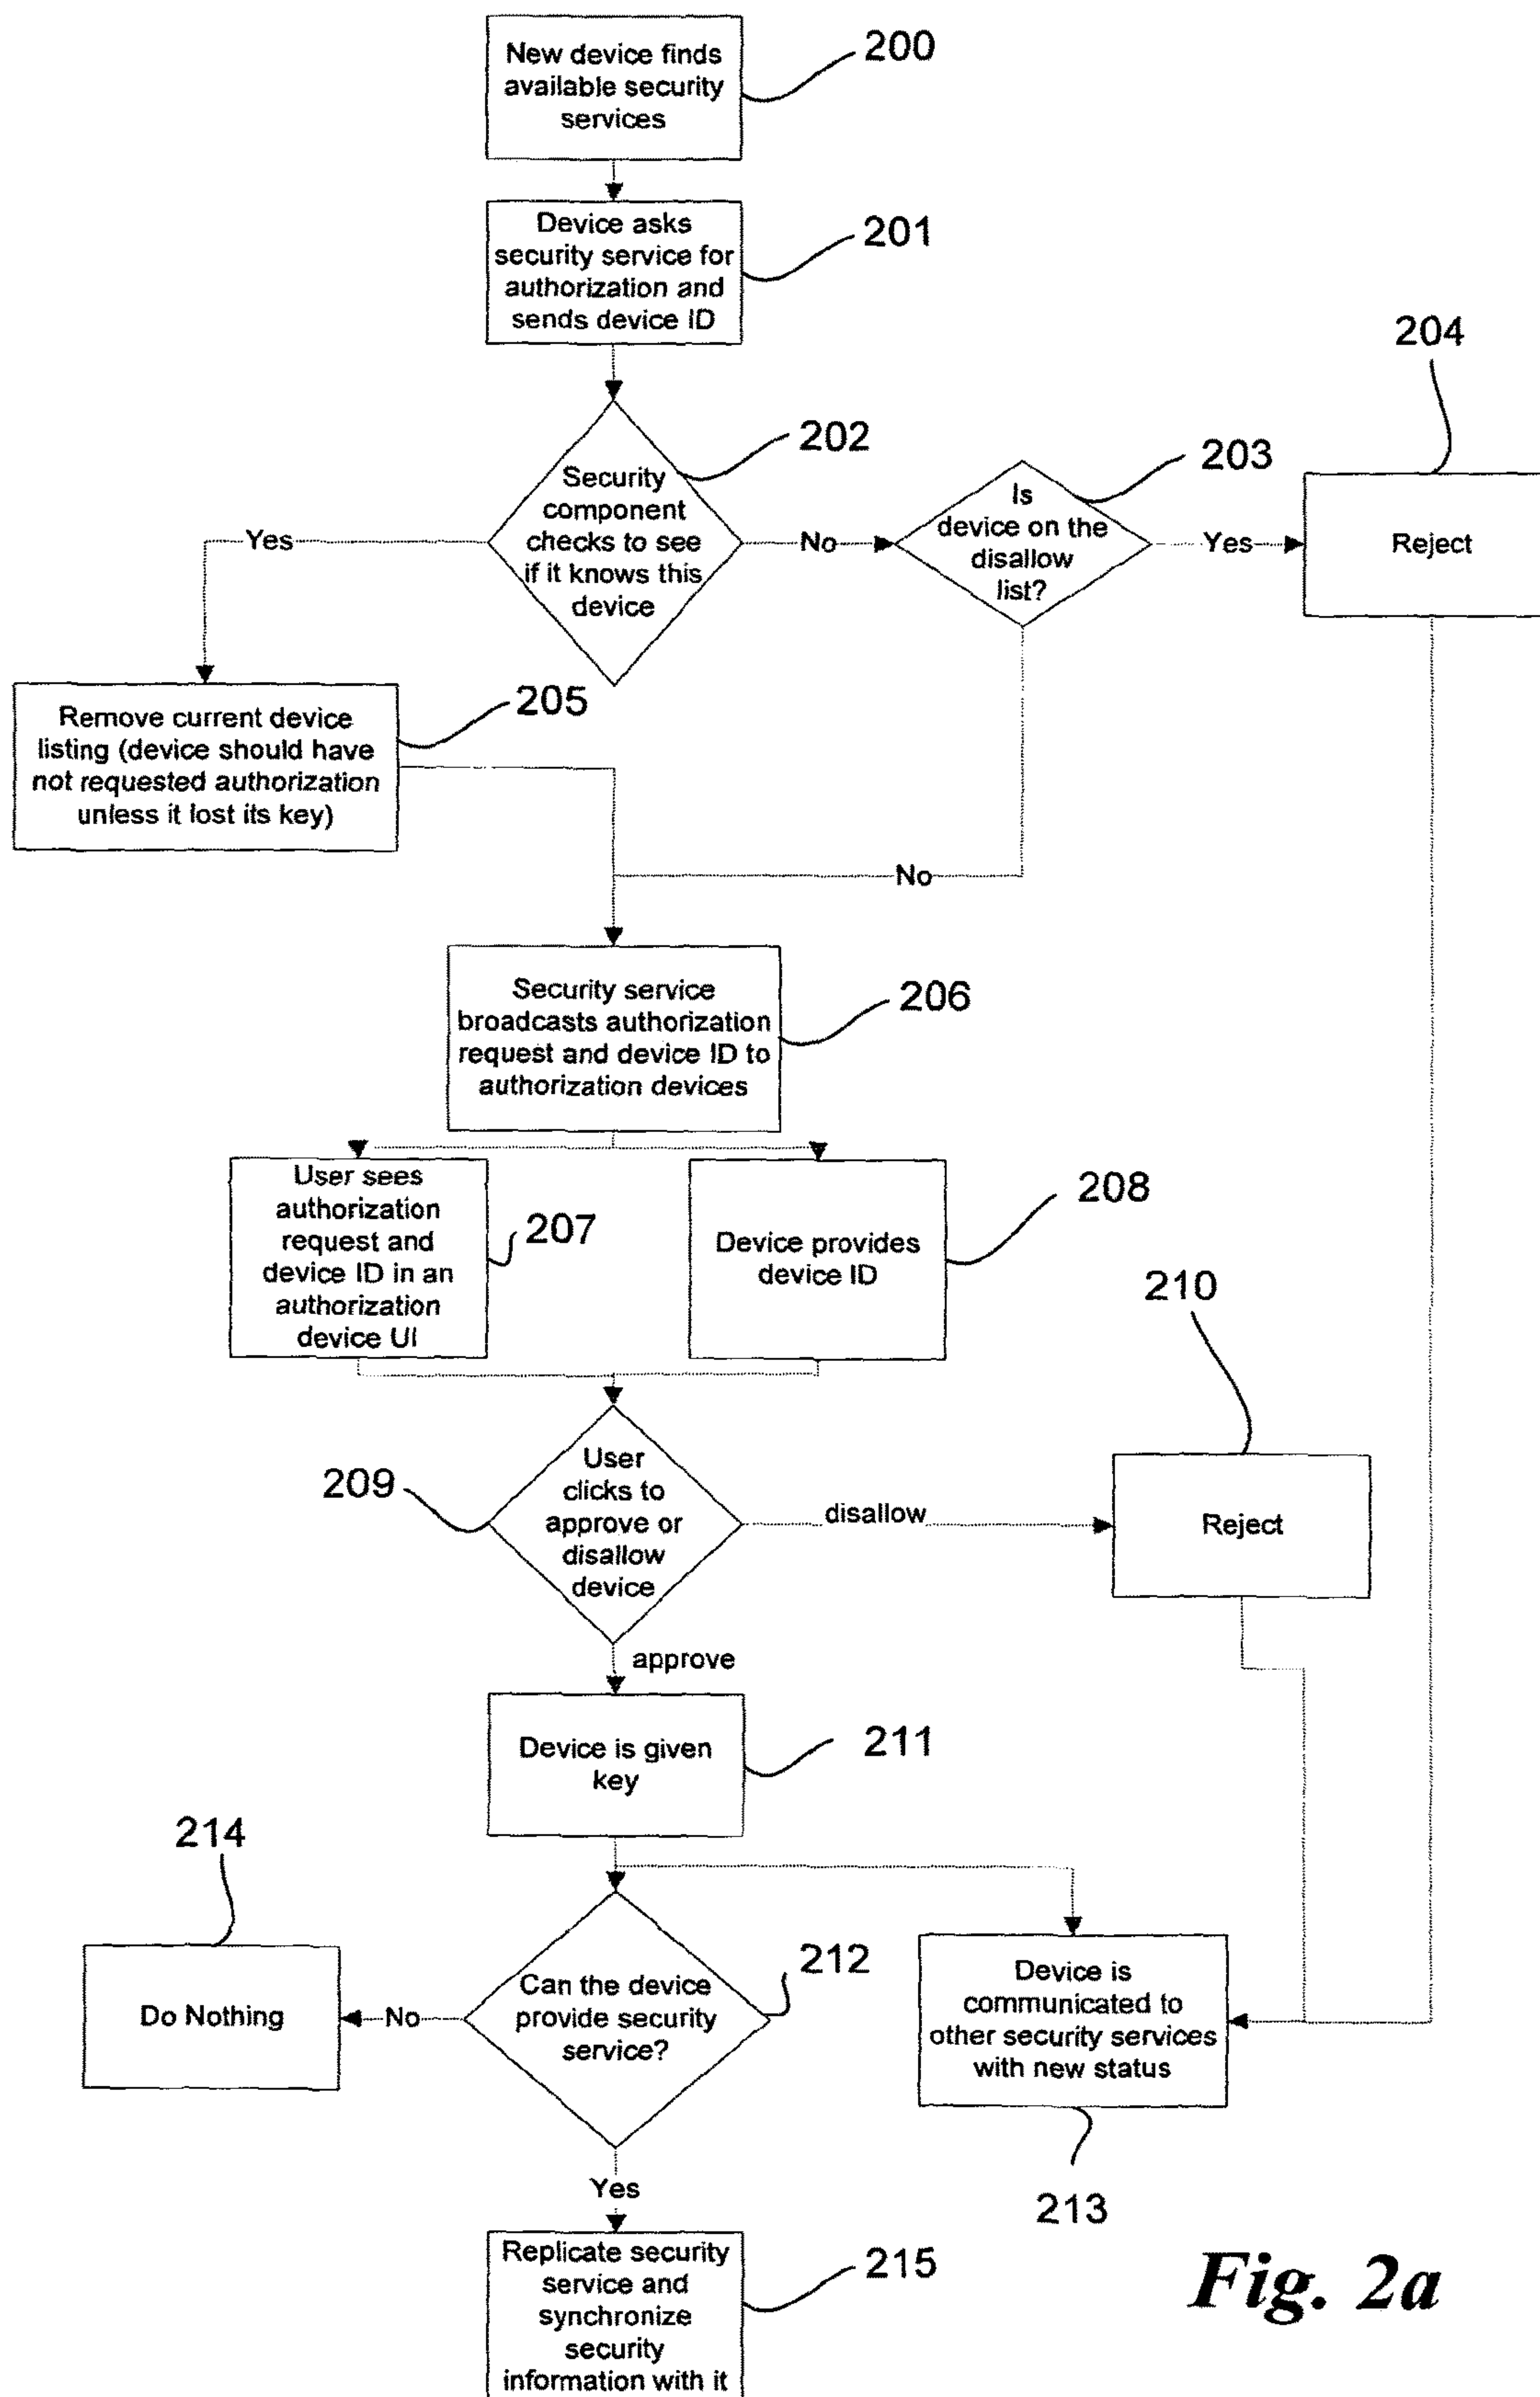 New device finds
available security
services
200
Device asks
security service for
authorization and
sends device ID
201
Security
component
checks to see
if it knows this
device
202
Yes
No
Is
device on the
disallow
list?
203
Yes
Reject
204
Remove current device
listing (device should have
not requested authorization
unless it lost its key)
205
No
Security service
broadcasts authorization
request and device ID to
authorization devices
206
User sees
authorization
request and
device ID in an
authorization
device UI
207
Device provides
device ID
208
User
clicks to
approve or
disallow
device
209
disallow
Reject
210
approve
Device is given
key
211
Can the device
provide security
service?
212
No
Do Nothing
214
Device is
communicated to
other security services
with new status
213
Yes
Replicate security
service and
synchronize
security
information with it
215
Fig. 2a